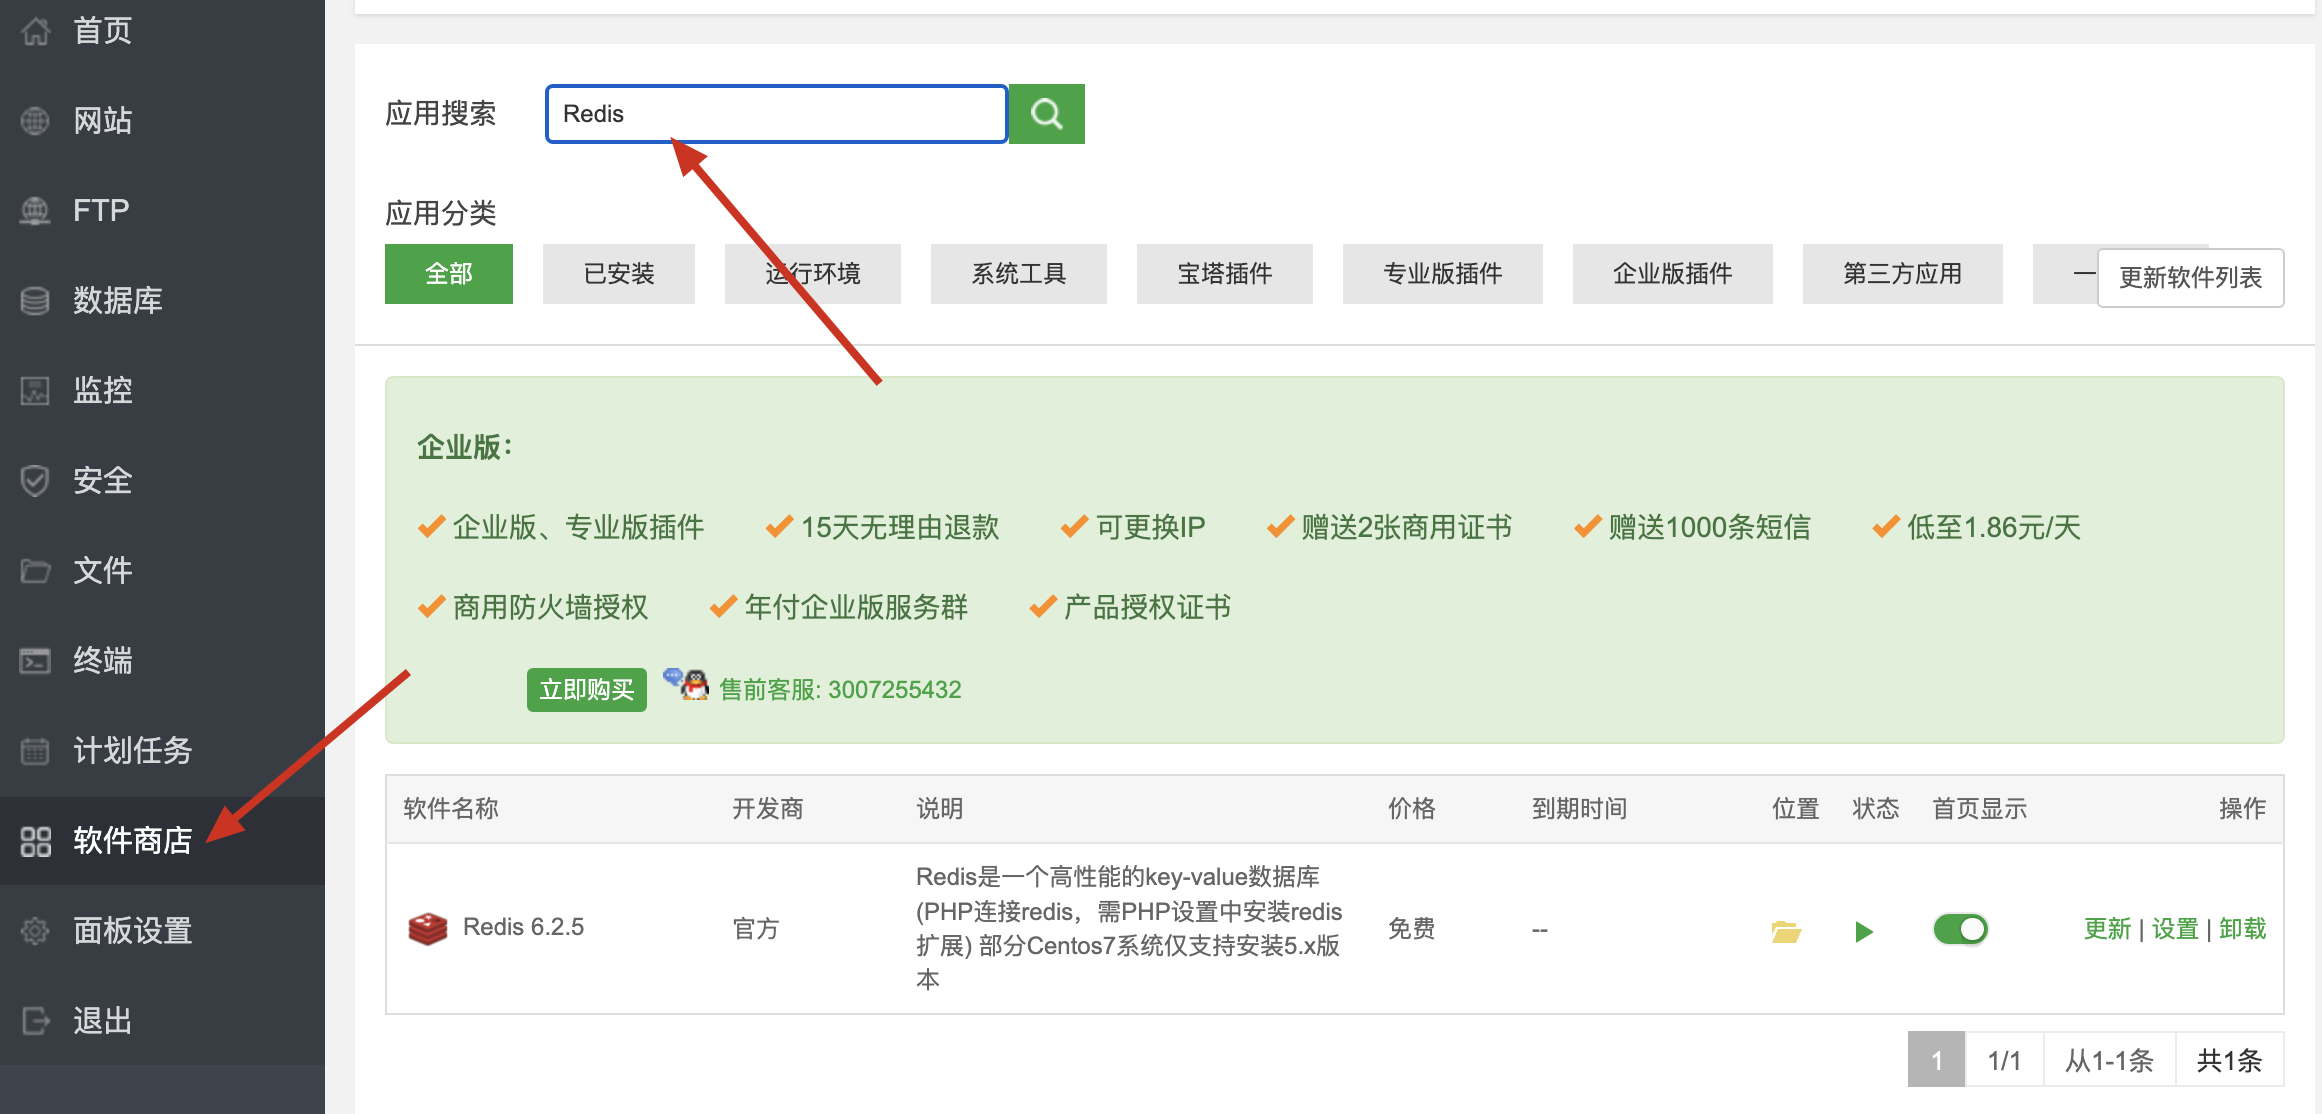 首页
网站
FTP
数据库
监控
安全
文件
终端
计划任务
软件商店
面板设置
退出
应用搜索 Redis
应用分类
全部 已安装 运行环境 系统工具 宝塔插件 专业版插件 企业版插件 第三方应用 一 更新软件列表
企业版：
企业版、专业版插件 15天无理由退款 可更换IP 赠送2张商用证书 赠送1000条短信 低至1.86元/天
商用防火墙授权 年付企业版服务群 产品授权证书
立即购买 售前客服: 3007255432
软件名称 开发商 说明 价格 到期时间 位置 状态 首页显示 操作
Redis 6.2.5 官方
Redis是一个高性能的key-value数据库
(PHP连接redis，需PHP设置中安装redis
扩展) 部分Centos7系统仅支持安装5.x版
本
免费 -- 更新 | 设置 | 卸载
1 1/1 从1-1条 共1条